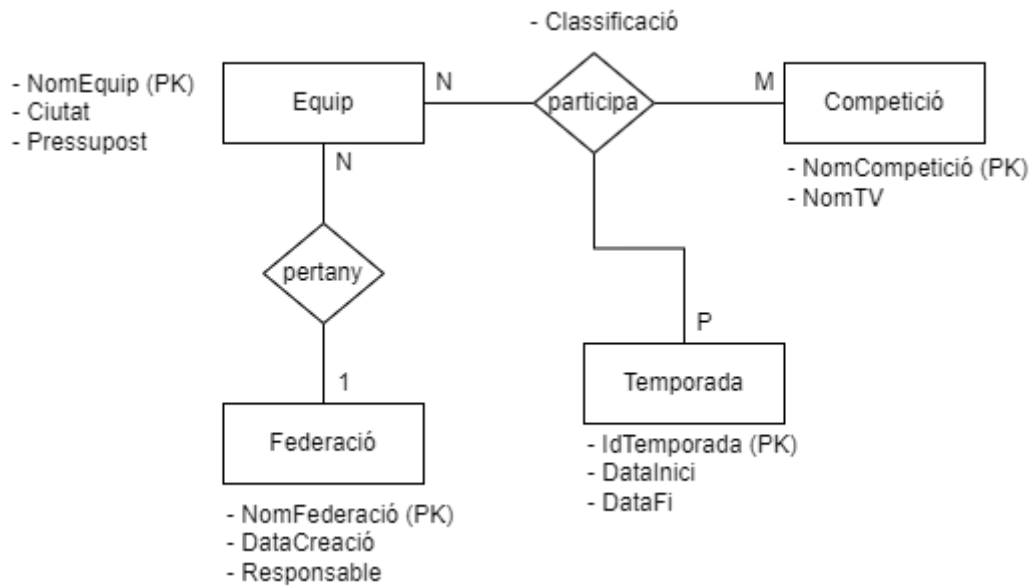 - Classificació
- NomEquip (PK)
- Ciutat
- Pressupost
Equip
N
participa
M
Competició
- NomCompetició (PK)
- NomTV
N
pertany
1
Federació
- NomFederació (PK)
- DataCreació
- Responsable
P
Temporada
- IdTemporada (PK)
- DataInici
- DataFi